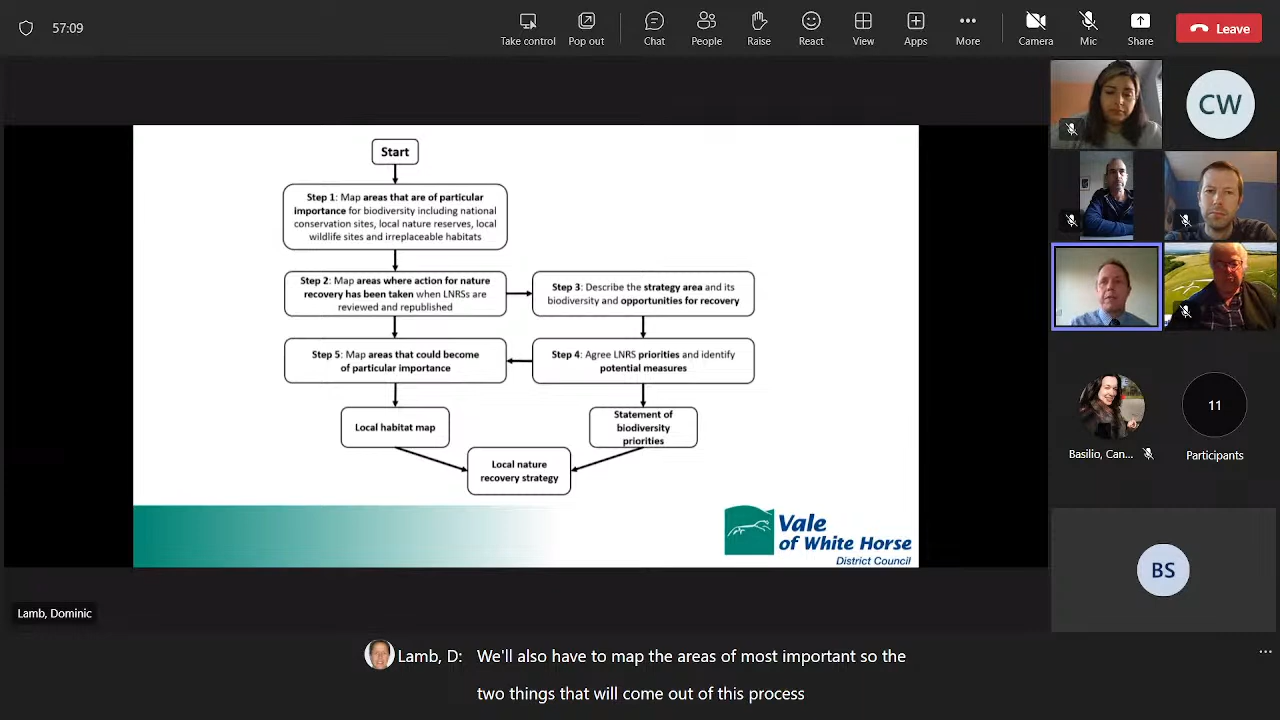 57:09
Take control
Pop out
Chat
People
Raise
React
View
Apps
More
Camera
Mic
Share
Leave
Start
Step 1: Map areas that are of particular
importance for biodiversity including national
conservation sites, local nature reserves, local
wildlife sites and irreplaceable habitats
Step 2: Map areas where action for nature
recovery has been taken when LNRSs are
reviewed and republished
Step 3: Describe the strategy area and its
biodiversity and opportunities for recovery
Step 5: Map areas that could become
of particular importance
Step 4: Agree LNRS priorities and identify
potential measures
Local habitat map
Statement of
biodiversity
priorities
Local nature
recovery strategy
Vale
of White Horse
District Council
CW
11
Basilio, Can...
Participants
BS
Lamb, Dominic
Lamb, D: We'll also have to map the areas of most important so the
two things that will come out of this process